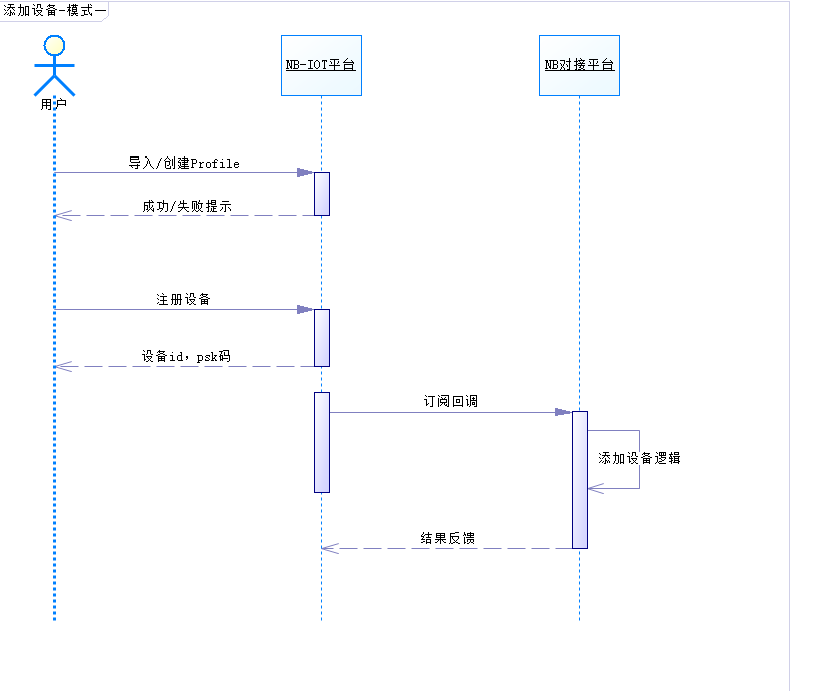 添加设备-模式一
用户
NB-IOT平台
NB对接平台
导入/创建Profile
成功/失败提示
注册设备
设备id，psk码
订阅回调
添加设备逻辑
结果反馈